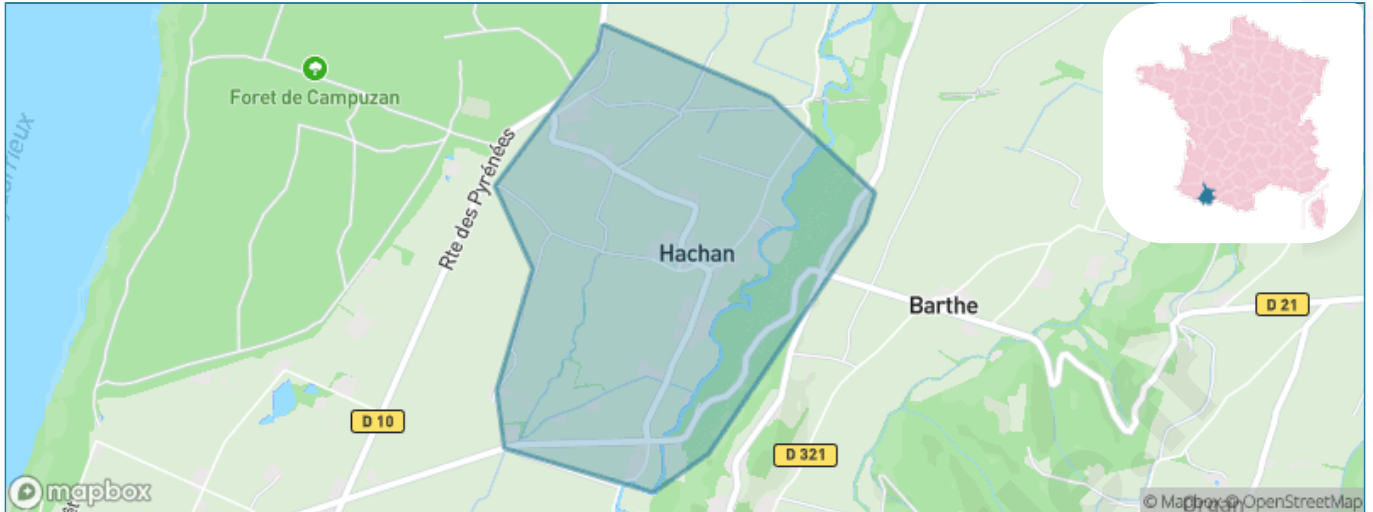 Foret de Campuzan
Rte des Pyrénées
Hachan
Barthe
D 21
D 10
D 321
mapbox
© Mapbox © OpenStreetMap